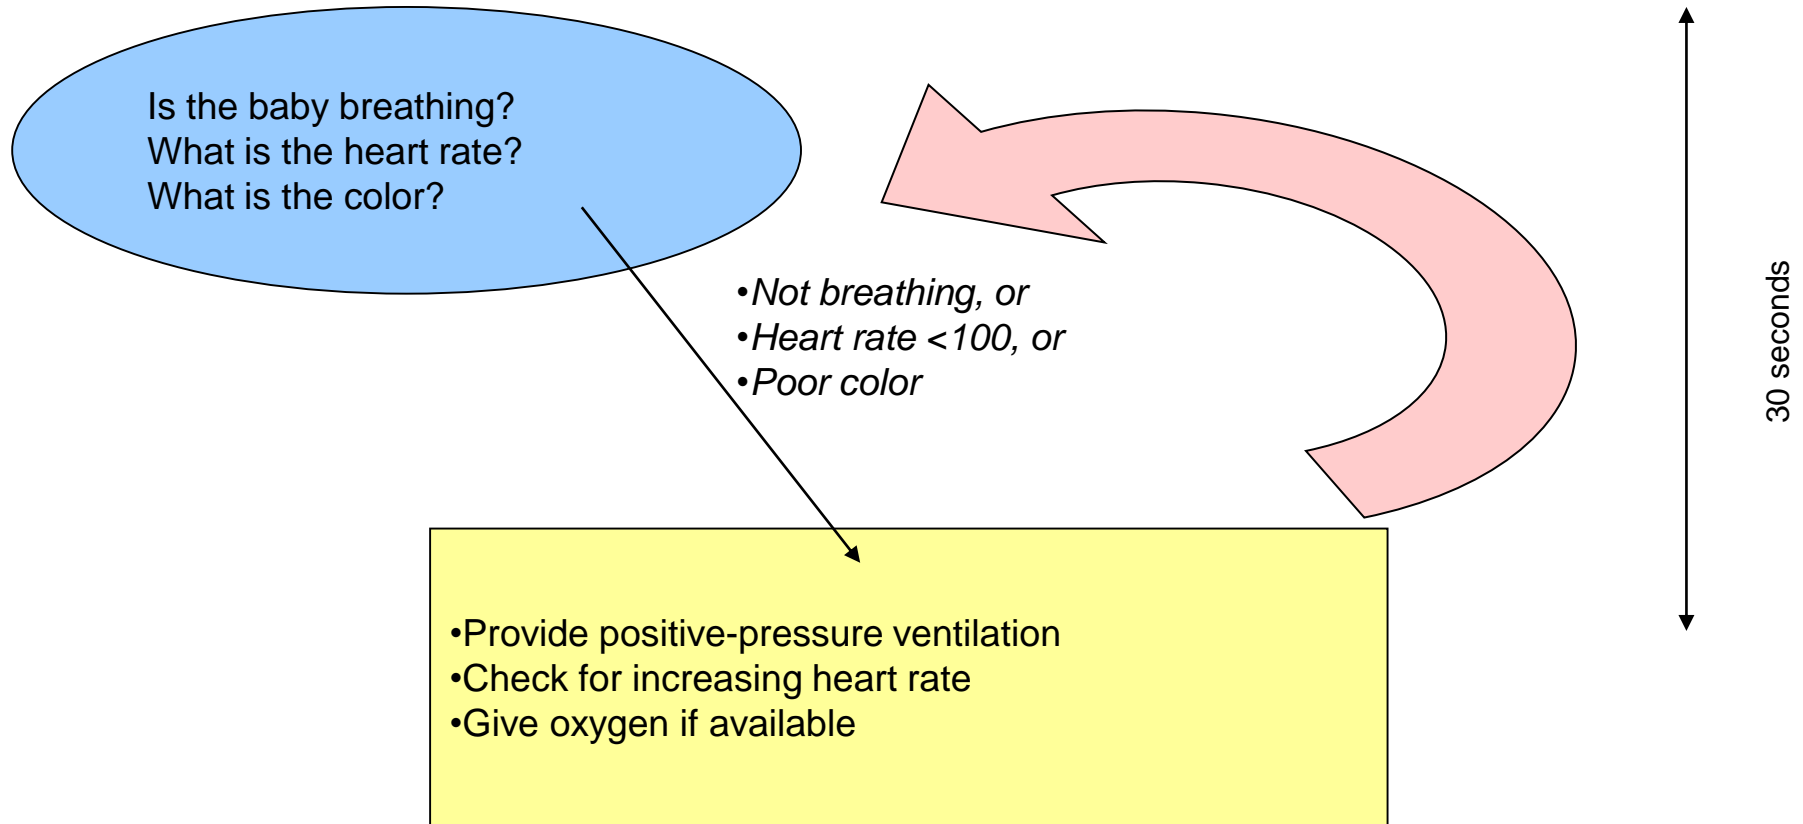 Is the baby breathing?
What is the heart rate?
What is the color?
•Not breathing, or
•Heart rate <100, or
•Poor color
30 seconds
•Provide positive-pressure ventilation
•Check for increasing heart rate
•Give oxygen if available